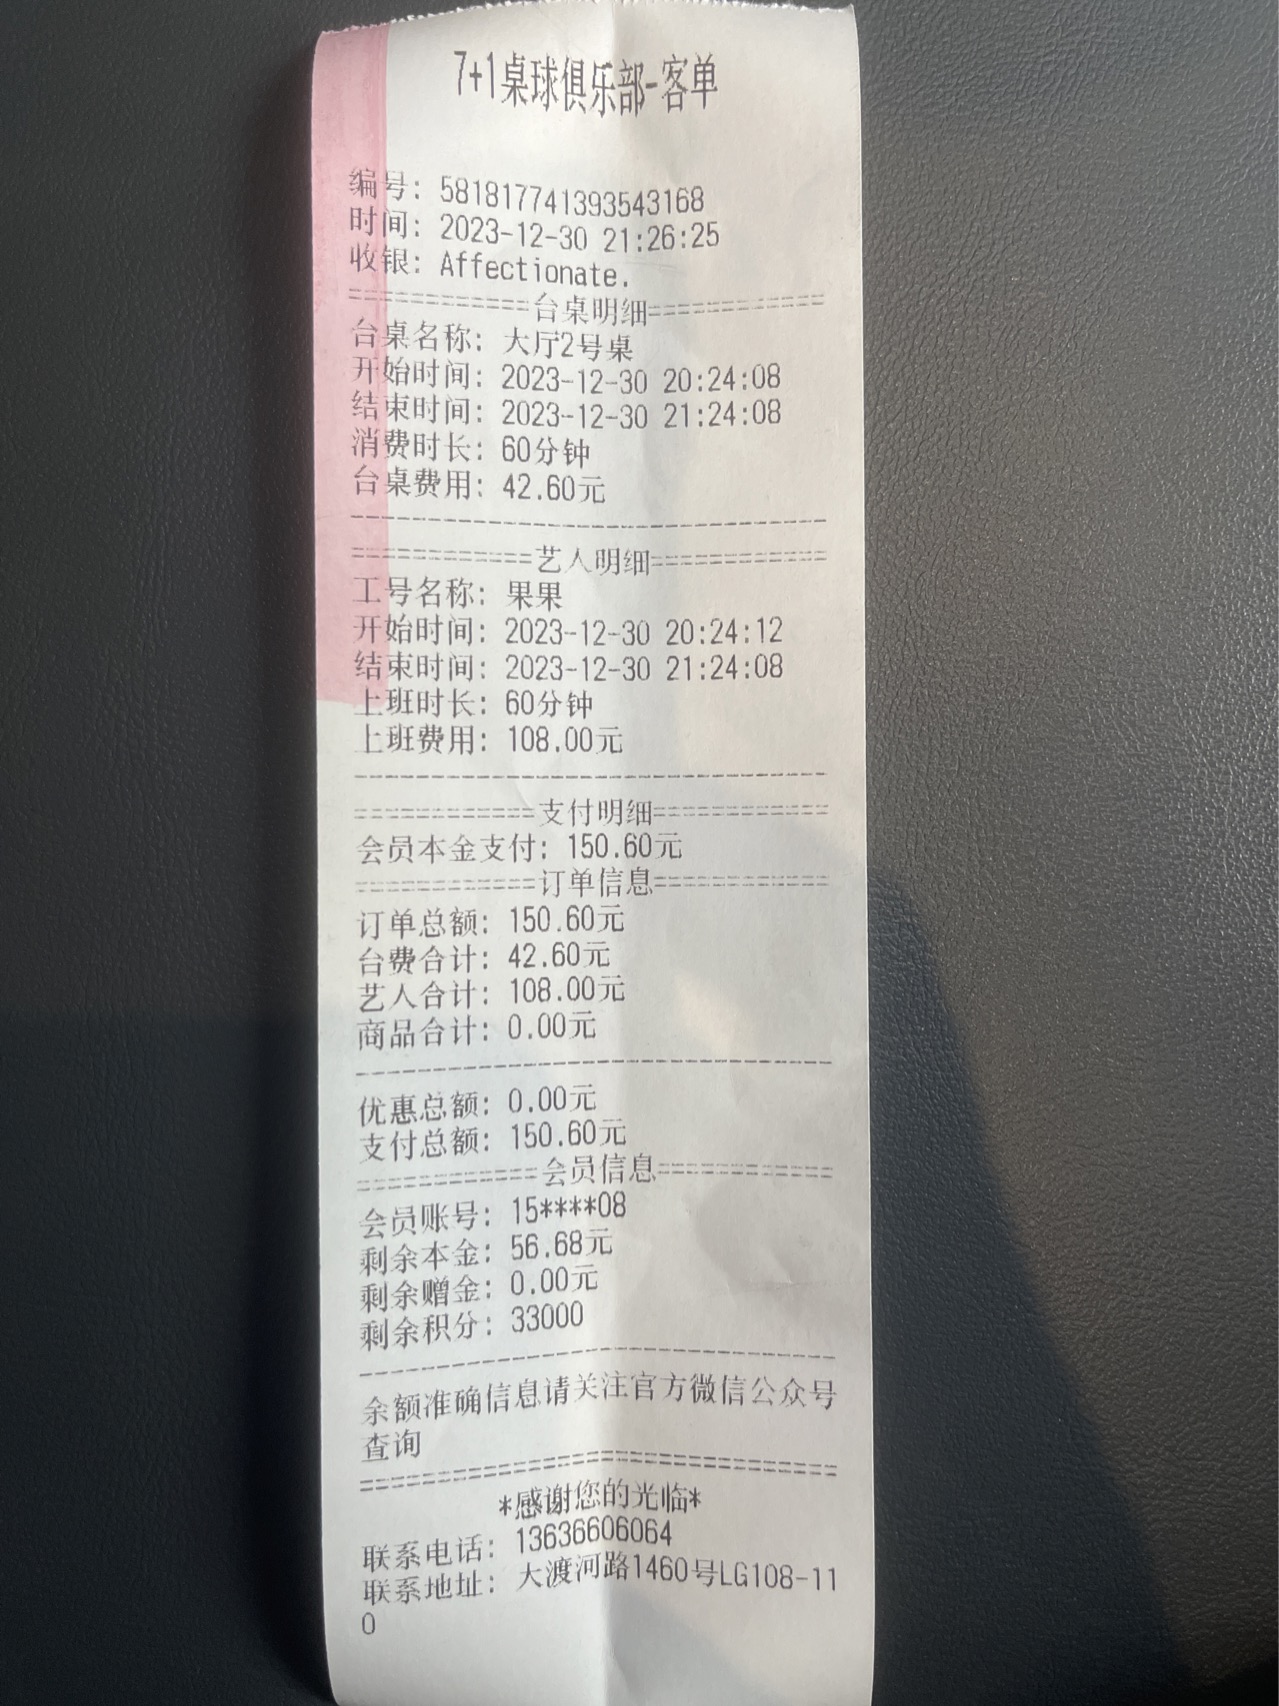 7+1桌球俱乐部-客单
编号: 581817741393543168
时间: 2023-12-30 21:26:25
收银: Affectionate.
============台桌明细============
台桌名称: 大厅2号桌
开始时间: 2023-12-30 20:24:08
结束时间: 2023-12-30 21:24:08
消费时长: 60分钟
台桌费用: 42.60元
--------------------------------
============艺人明细============
工号名称: 果果
开始时间: 2023-12-30 20:24:12
结束时间: 2023-12-30 21:24:08
上班时长: 60分钟
上班费用: 108.00元
--------------------------------
============支付明细============
会员本金支付: 150.60元
============订单信息============
订单总额: 150.60元
台费合计: 42.60元
艺人合计: 108.00元
商品合计: 0.00元
--------------------------------
优惠总额: 0.00元
支付总额: 150.60元
============会员信息============
会员账号: 15****08
剩余本金: 56.68元
剩余赠金: 0.00元
剩余积分: 33000
--------------------------------
余额准确信息请关注官方微信公众号
查询
================================
*感谢您的光临*
联系电话: 13636606064
联系地址: 大渡河路1460号LG108-11
0